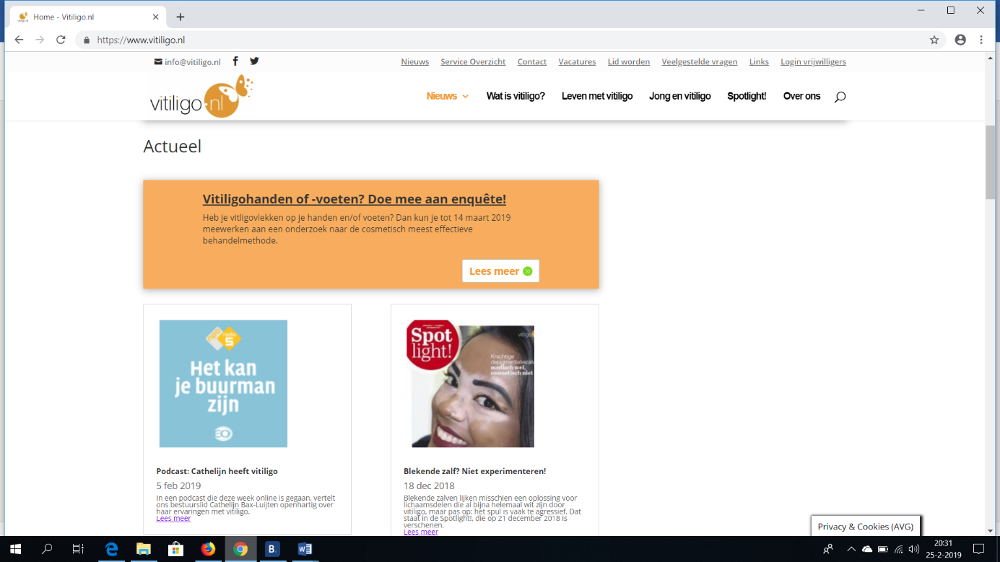 Home - Vitiligo.nl
https://www.vitiligo.nl
info@vitiligo.nl
Nieuws Service Overzicht Contact Vacatures Lid worden Veelgestelde vragen Links Login vrijwilligers
vitiligo.nl
Nieuws Wat is vitiligo? Leven met vitiligo Jong en vitiligo Spotlight! Over ons
Actueel
Vitiligohanden of -voeten? Doe mee aan enquête!
Heb je vitligovlekken op je handen en/of voeten? Dan kun je tot 14 maart 2019
meewerken aan een onderzoek naar de cosmetisch meest effectieve
behandelmethode.
Lees meer
radio
5
Het kan
je buurman
zijn
EO
Podcast: Cathelijn heeft vitiligo
5 feb 2019
In een podcast die deze week online is gegaan, vertelt
ons bestuurslid Cathelijn Bax-Luijten openhartig over
haar ervaringen met vitiligo.
Lees meer
Spot
light!
Krachtige
depigmentatiezalv
medisch wel,
cosmetisch niet
Blekende zalf? Niet experimenteren!
18 dec 2018
Blekende zalven lijken misschien een oplossing voor
lichaamsdelen die al bijna helemaal wit zijn door
vitiligo, maar pas op: het spul is vaak te agressief. Dat
staat in de Spotlight!, die op 21 december 2018 is
verschenen.
Lees meer
Privacy & Cookies (AVG)
B.
20:31
25-2-2019